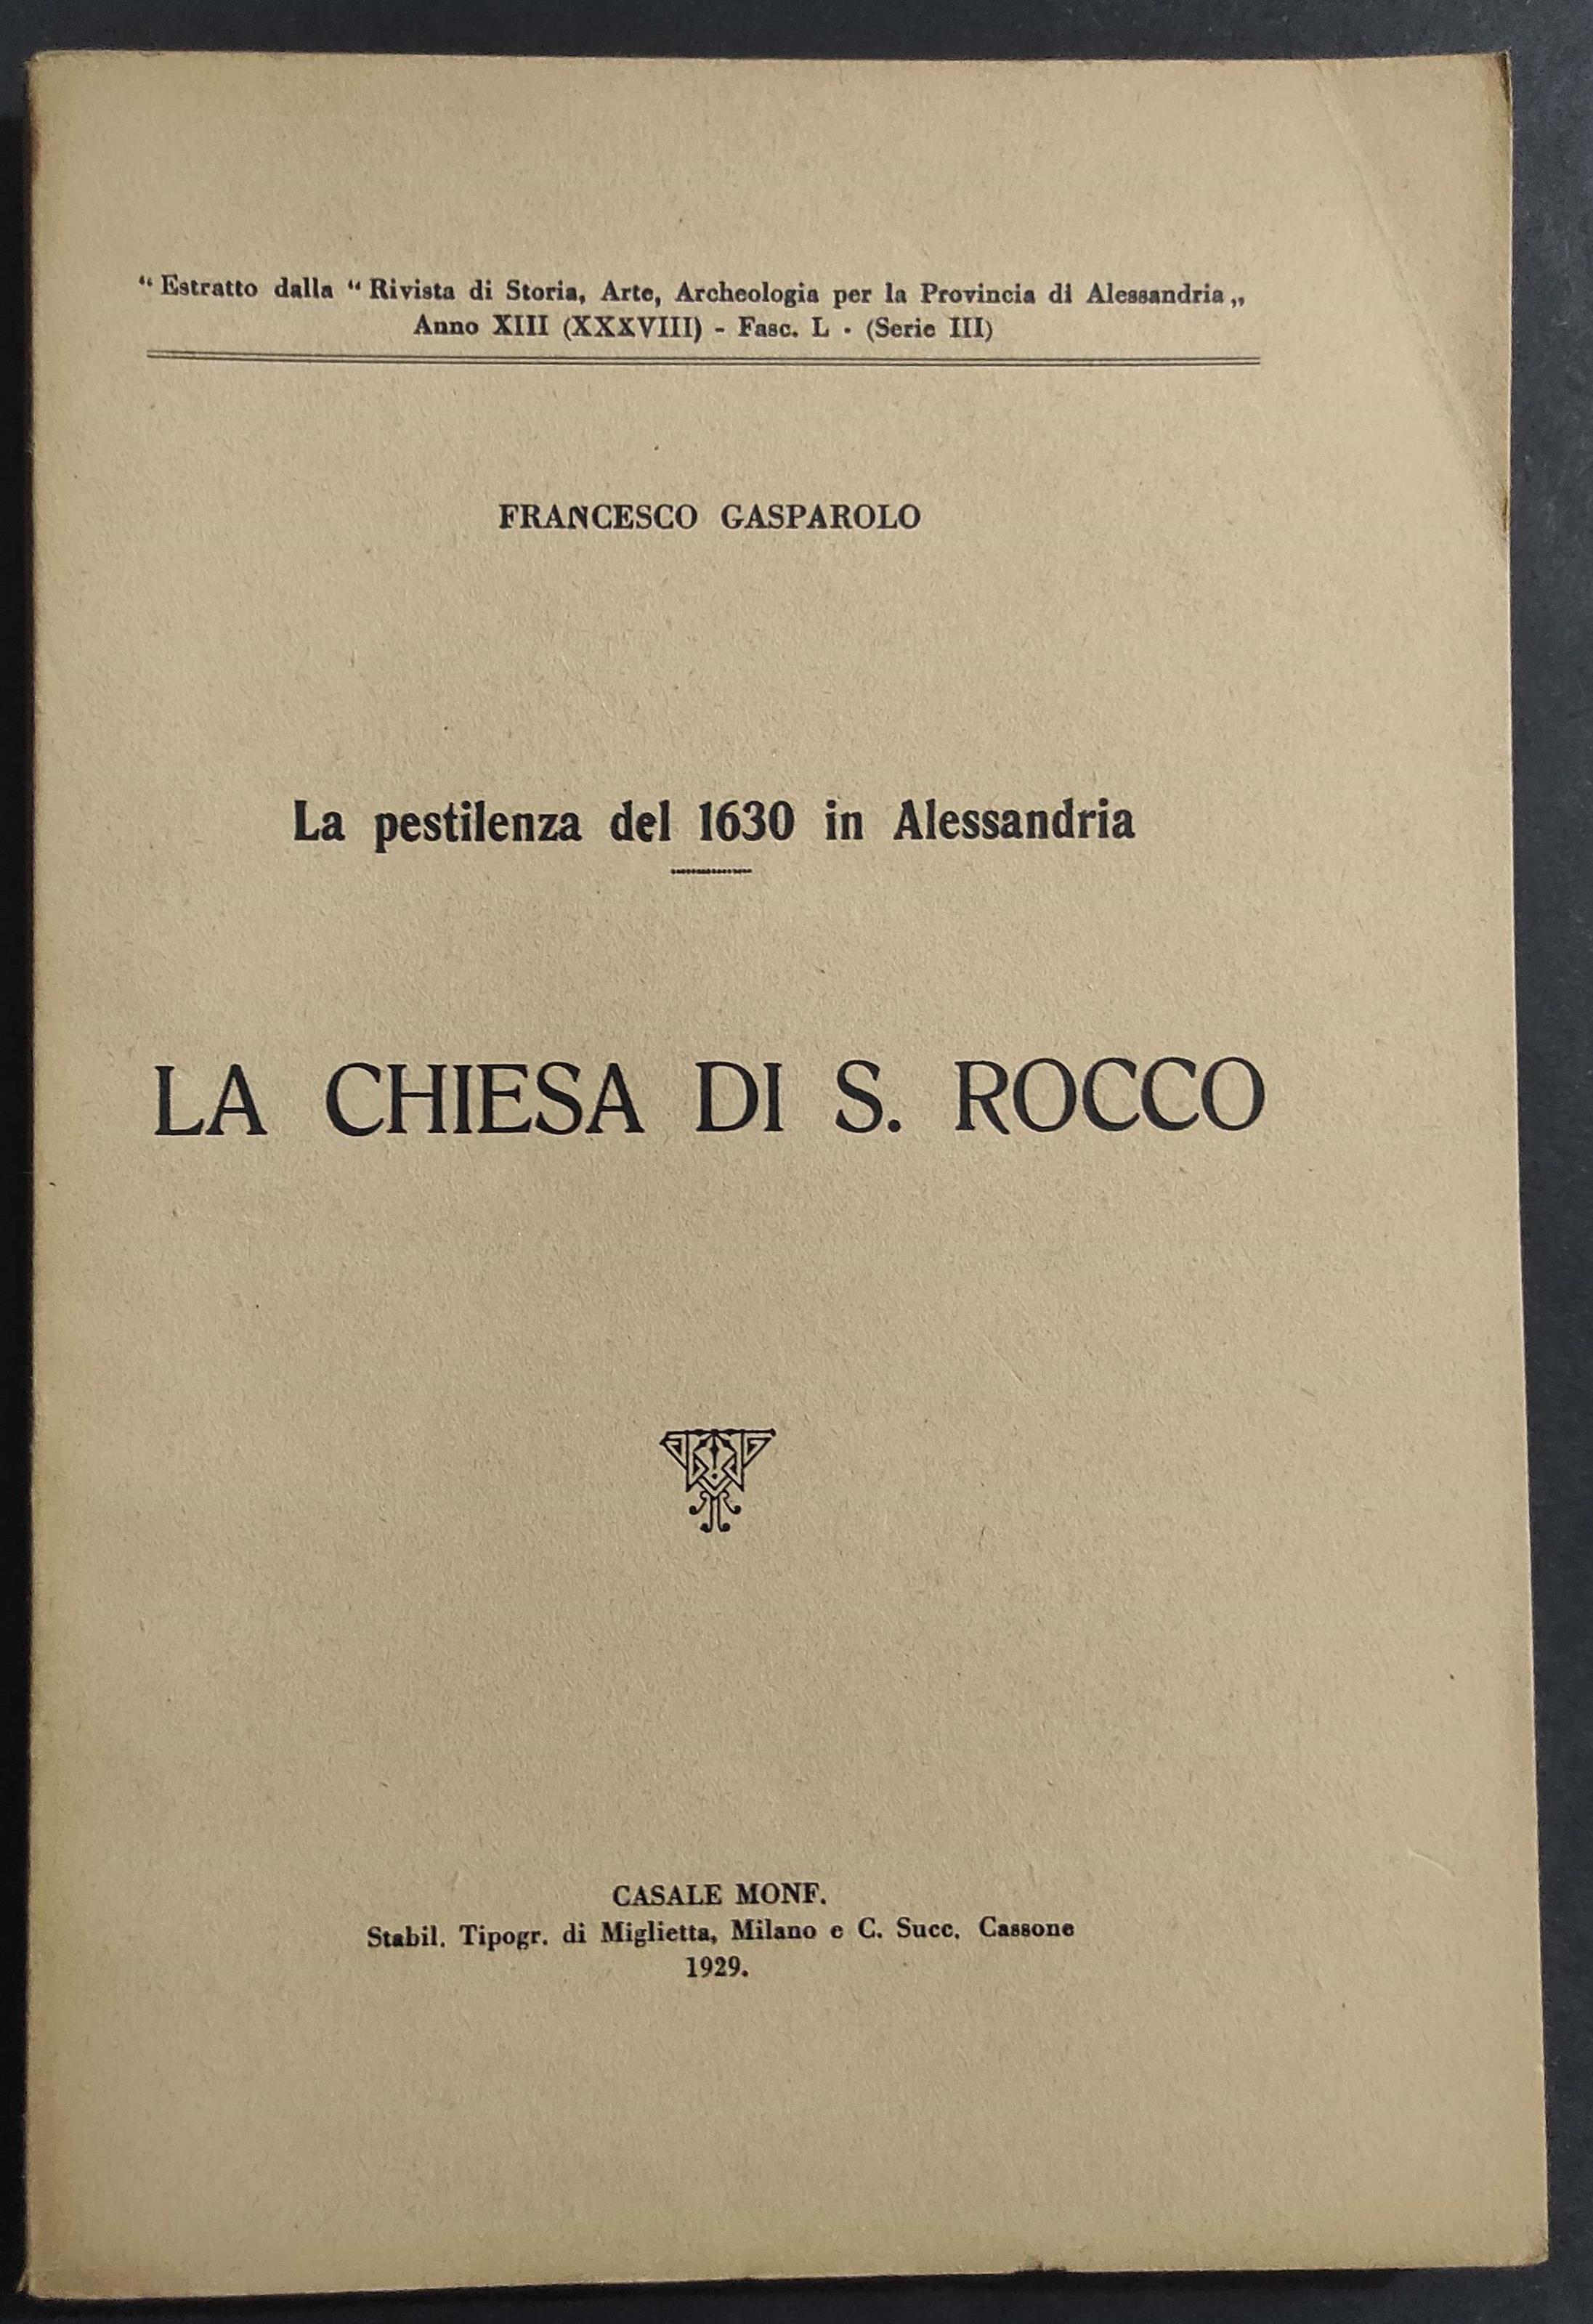 “ Estratto dalla “ Rivista di Storia, Arte, Archeologia per la Provincia di Alessandria „
Anno XIII (XXXVIII) - Fasc. L - (Serie III)
FRANCESCO GASPAROLO
La pestilenza del 1630 in Alessandria
LA CHIESA DI S. ROCCO
CASALE MONF.
Stabil. Tipogr. di Miglietta, Milano e C. Succ. Cassone
1929.